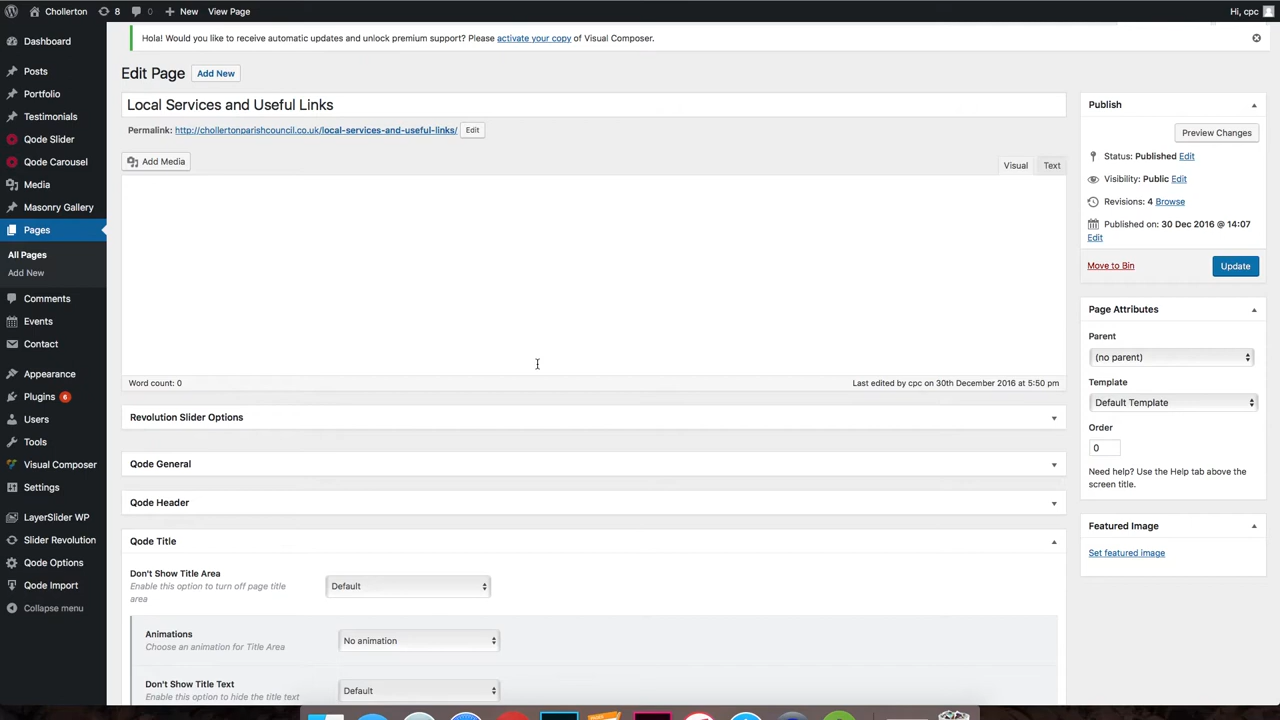 Chollerton 8 New View Page Hi, cpc
Hola! Would you like to receive automatic updates and unlock premium support? Please activate your copy of Visual Composer.
Dashboard
Posts
Portfolio
Testimonials
Qode Slider
Qode Carousel
Media
Masonry Gallery
Pages
All Pages
Add New
Comments
Events
Contact
Appearance
Plugins 6
Users
Tools
Visual Composer
Settings
LayerSlider WP
Slider Revolution
Qode Options
Qode Import
Collapse menu
Edit Page Add New
Local Services and Useful Links
Permalink: http://chollertonparishcouncil.co.uk/local-services-and-useful-links/ Edit
Add Media Visual Text
Word count: 0 Last edited by cpc on 30th December 2016 at 5:50 pm
Revolution Slider Options
Qode General
Qode Header
Qode Title
Don't Show Title Area
Enable this option to turn off page title
area
Default
Animations
Choose an animation for Title Area
No animation
Don't Show Title Text
Enable this option to hide the title text
Default
Publish
Preview Changes
Status: Published Edit
Visibility: Public Edit
Revisions: 4 Browse
Published on: 30 Dec 2016 @ 14:07
Edit
Move to Bin Update
Page Attributes
Parent
(no parent)
Template
Default Template
Order
0
Need help? Use the Help tab above the
screen title.
Featured Image
Set featured image